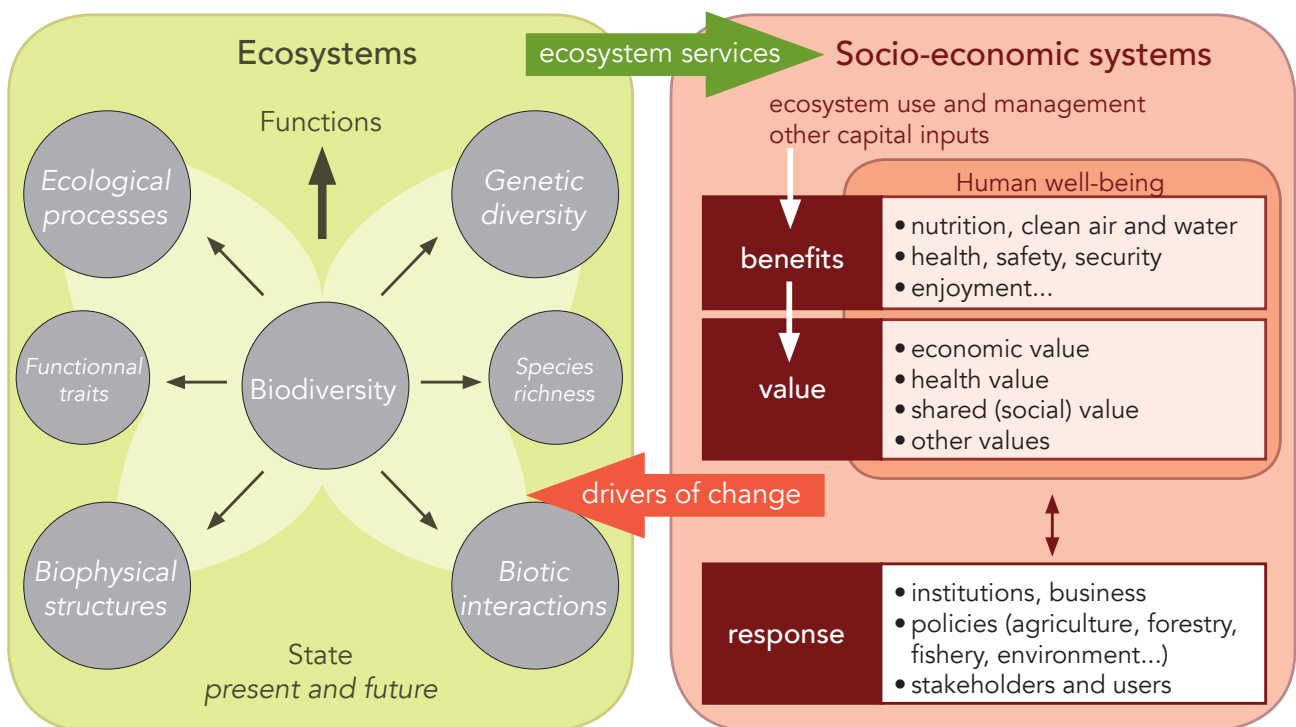 Ecosystems
ecosystem services
Socio-economic systems
Functions
Ecological
processes
Genetic
diversity
Functionnal
traits
Biodiversity
Species
richness
Biophysical
structures
Biotic
interactions
State
present and future
drivers of change
ecosystem use and management
other capital inputs
Human well-being
benefits
• nutrition, clean air and water
• health, safety, security
• enjoyment...
value
• economic value
• health value
• shared (social) value
• other values
response
• institutions, business
• policies (agriculture, forestry,
fishery, environment...)
• stakeholders and users